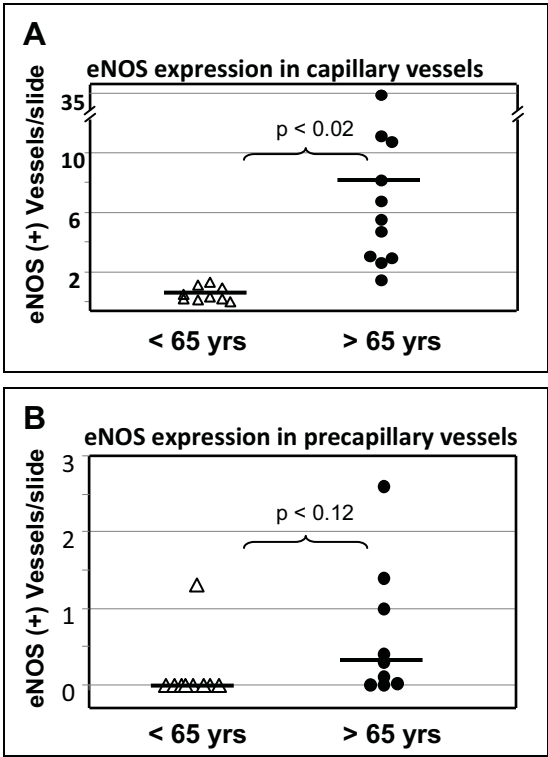 A
eNOS expression in capillary vessels
eNOS (+) Vessels/slide
35
p < 0.02
10
6
2
< 65 yrs > 65 yrs
B
eNOS expression in precapillary vessels
eNOS (+) Vessels/slide
3
p < 0.12
2
1
0
< 65 yrs > 65 yrs